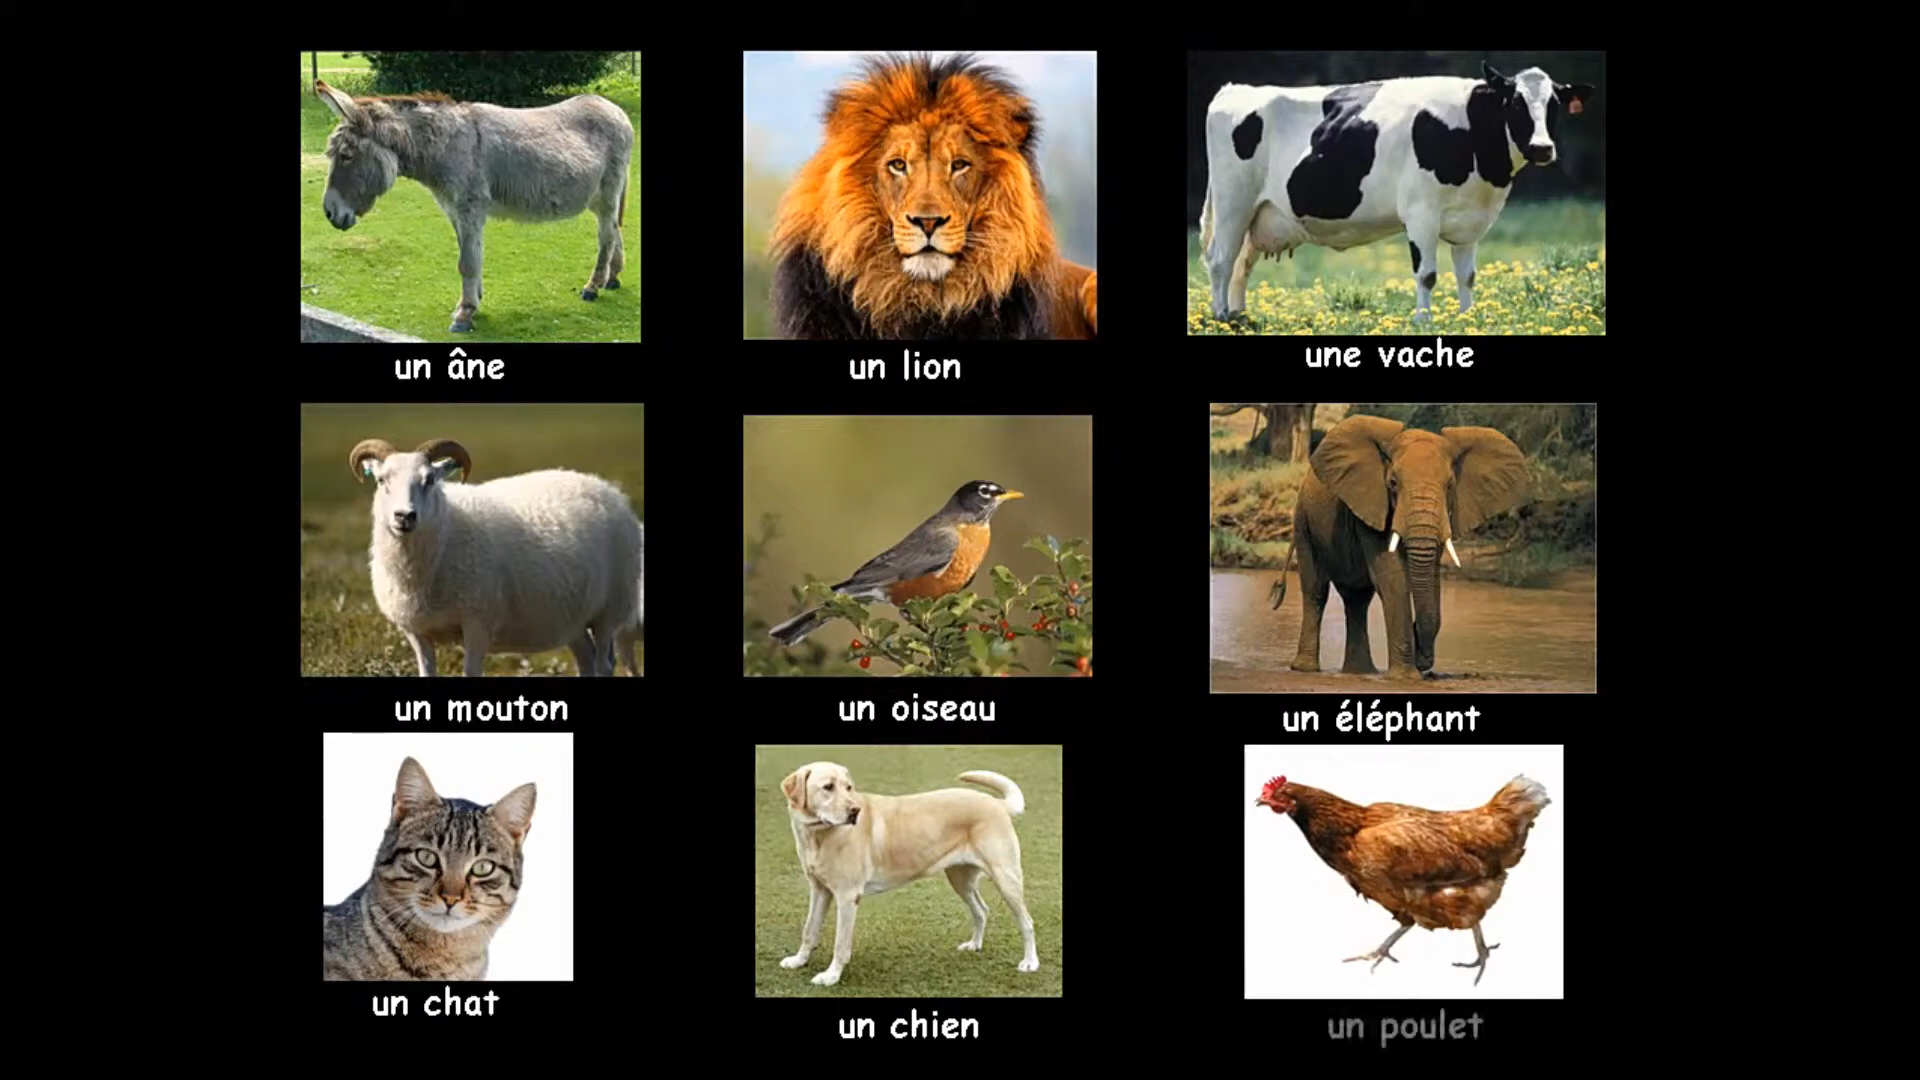 un âne
un lion
une vache
un mouton
un oiseau
un éléphant
un chat
un chien
un poulet